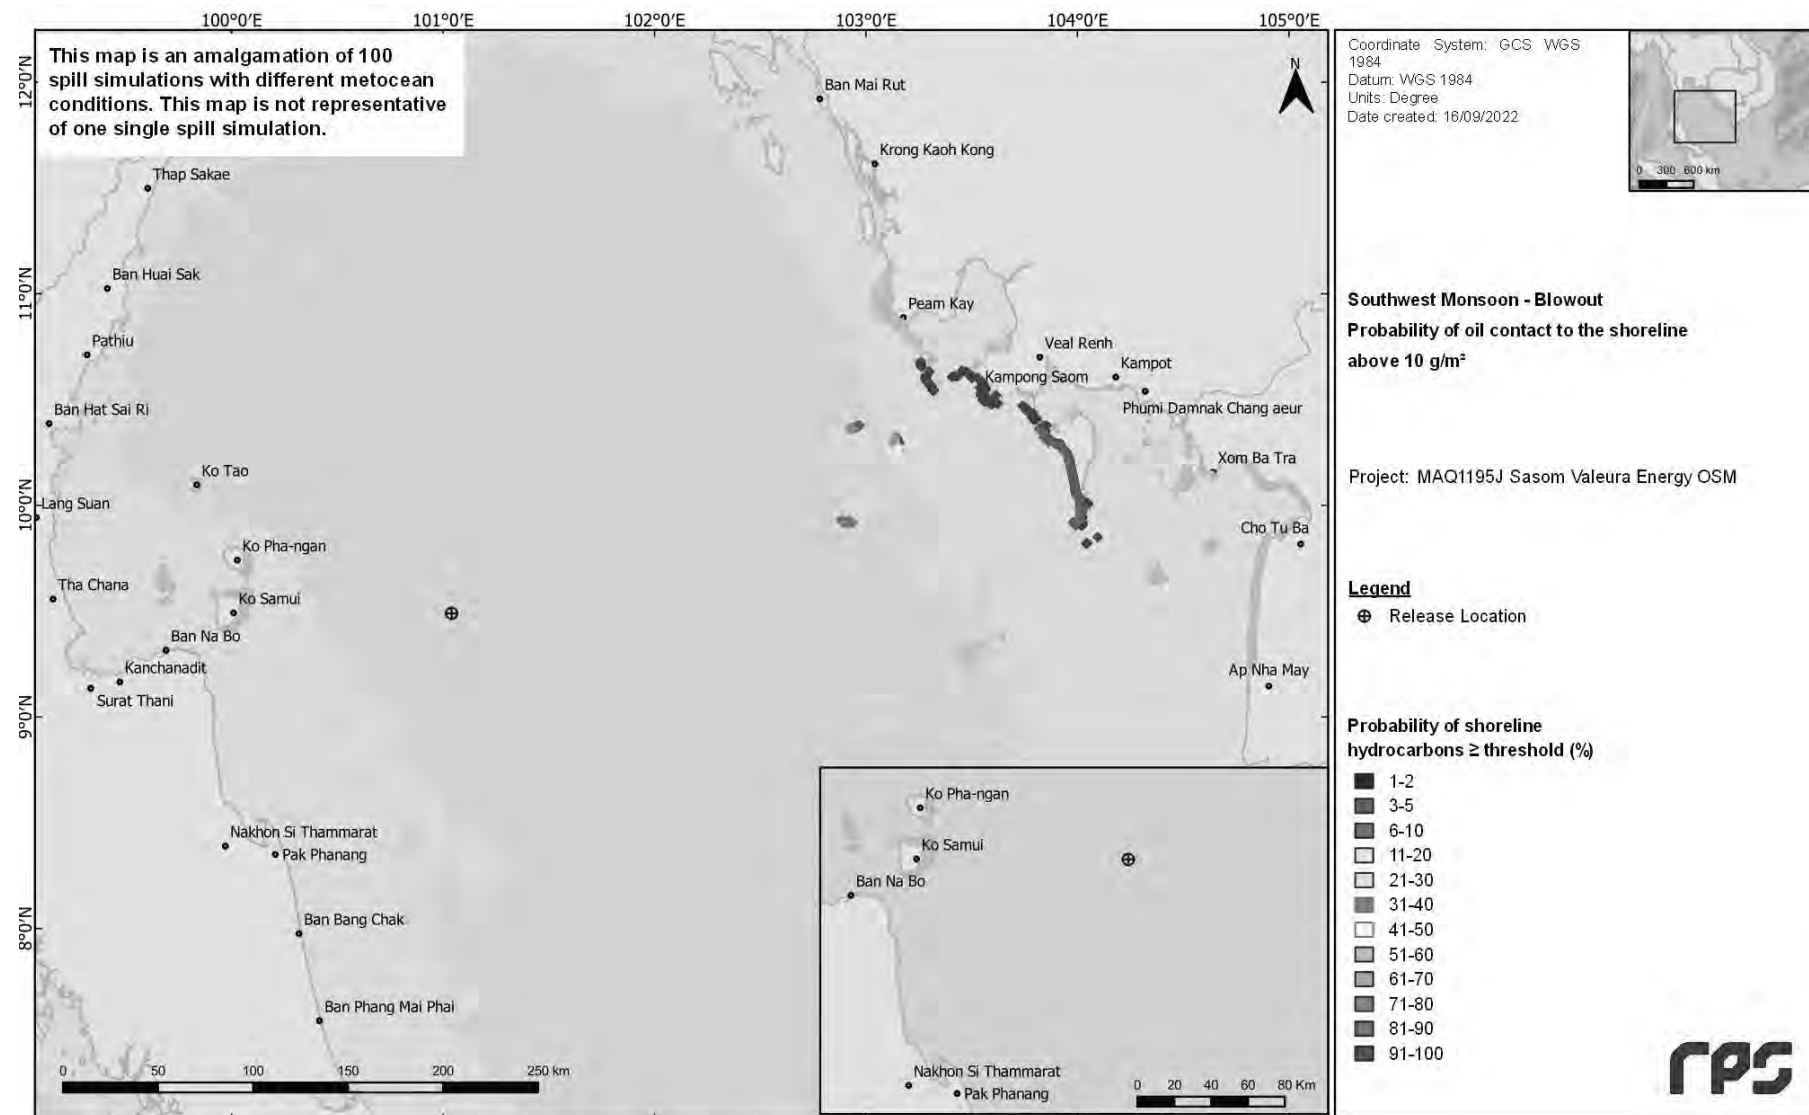 100°0'E 101°0'E 102°0'E 103°0'E 104°0'E 105°0'E
This map is an amalgamation of 100
spill simulations with different metocean
conditions. This map is not representative
of one single spill simulation.
12°0'N
11°0'N
10°0'N
9°0'N
8°0'N
N
Ban Mai Rut
Krong Kaoh Kong
Thap Sakae
Ban Huai Sak
Peam Kay
Pathiu
Veal Renh
Kampot
Kampong Saom
Phumi Damnak Chang aeur
Ban Hat Sai Ri
Xom Ba Tra
Ko Tao
Lang Suan
Cho Tu Ba
Ko Pha-ngan
Tha Chana
Ko Samui
Ban Na Bo
Kanchanadit
Surat Thani
Ap Nha May
Nakhon Si Thammarat
Pak Phanang
Ban Bang Chak
Ban Phang Mai Phai
0 50 100 150 200 250 km
Ko Pha-ngan
Ko Samui
Ban Na Bo
Nakhon Si Thammarat
Pak Phanang
0 20 40 60 80 Km
Coordinate System: GCS WGS
1984
Datum: WGS 1984
Units: Degree
Date created: 16/09/2022
0 300 600 km
Southwest Monsoon - Blowout
Probability of oil contact to the shoreline
above 10 g/m²
Project: MAQ1195J Sasom Valeura Energy OSM
Legend
Release Location
Probability of shoreline
hydrocarbons ≥ threshold (%)
1-2
3-5
6-10
11-20
21-30
31-40
41-50
51-60
61-70
71-80
81-90
91-100
rps